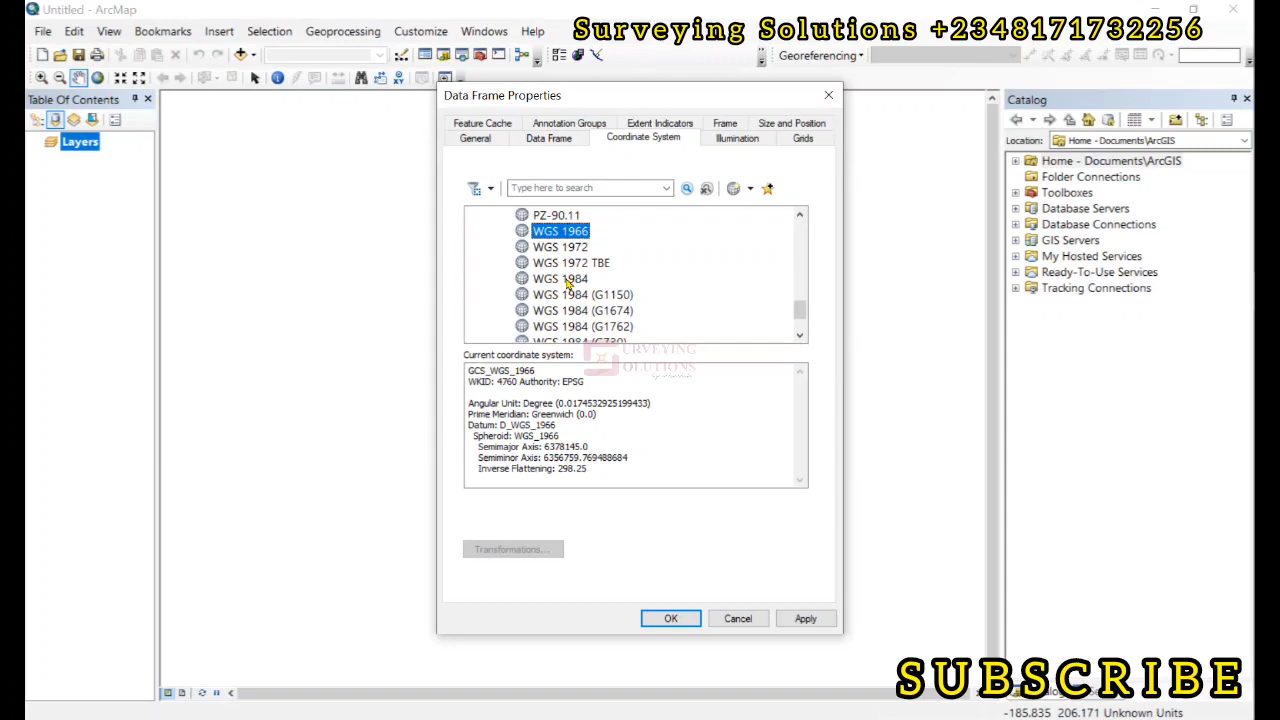 Untitled - ArcMap
Surveying Solutions +2348171732256
File Edit View Bookmarks Insert Selection Geoprocessing Customize Windows Help
Georeferencing
Table Of Contents
Layers
Data Frame Properties
Feature Cache Annotation Groups Extent Indicators Frame Size and Position
General Data Frame Coordinate System Illumination Grids
Type here to search
PZ-90.11
WGS 1966
WGS 1972
WGS 1972 TBE
WGS 1984
WGS 1984 (G1150)
WGS 1984 (G1674)
WGS 1984 (G1762)
WGS 1984 (G730)
Current coordinate system:
GCS_WGS_1966
WKID: 4760 Authority: EPSG
Angular Unit: Degree (0.0174532925199433)
Prime Meridian: Greenwich (0.0)
Datum: D_WGS_1966
Spheroid: WGS_1966
Semimajor Axis: 6378145.0
Semiminor Axis: 6356759.769488684
Inverse Flattening: 298.25
SURVEYING
SOLUTIONS
Transformations...
OK Cancel Apply
Catalog
Location: Home - Documents\ArcGIS
Home - Documents\ArcGIS
Folder Connections
Toolboxes
Database Servers
Database Connections
GIS Servers
My Hosted Services
Ready-To-Use Services
Tracking Connections
SUBSCRIBE
-185.835 206.171 Unknown Units